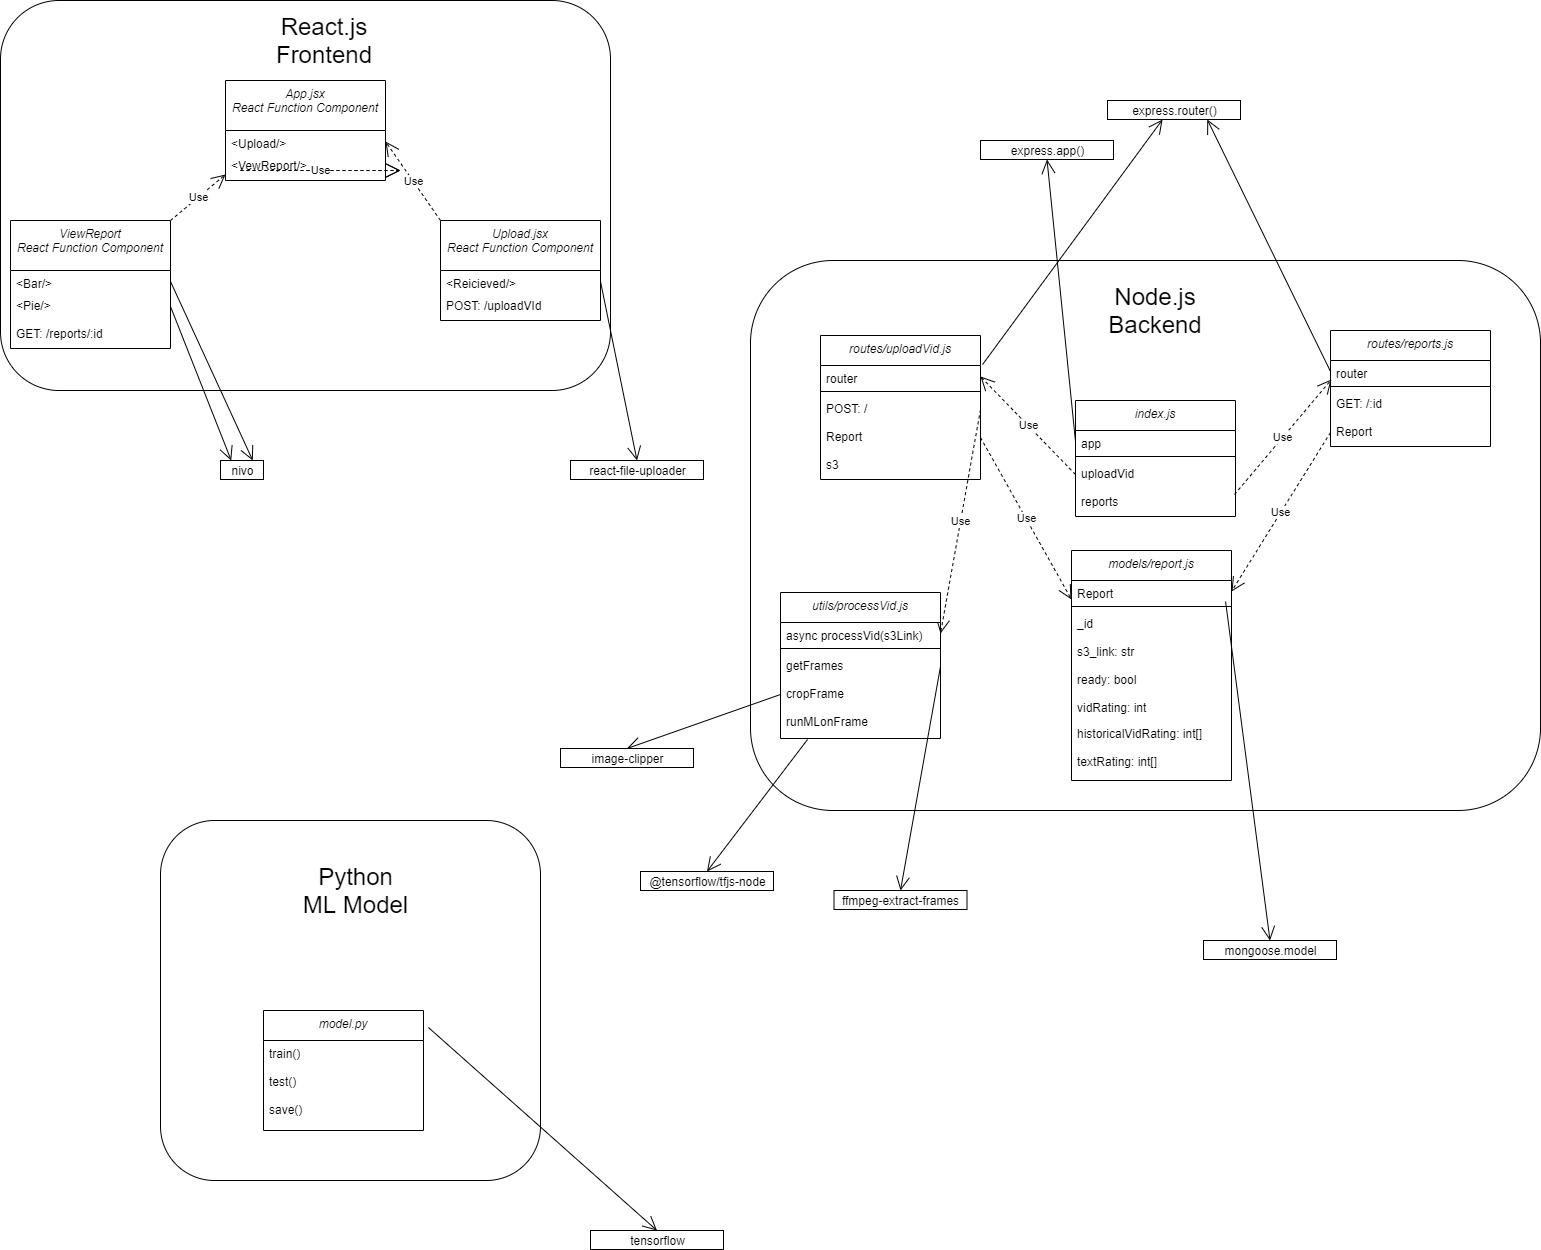 React.js
Frontend
App.jsx
React Function Component
<Upload/>
<VewReport/>
Use
Use
Use
ViewReport
React Function Component
<Bar/>
<Pie/>
GET: /reports/:id
Upload.jsx
React Function Component
<Reicieved/>
POST: /uploadVId
nivo
react-file-uploader
express.router()
express.app()
Node.js
Backend
routes/uploadVid.js
router
POST: /
Report
s3
index.js
app
uploadVid
reports
routes/reports.js
router
GET: /:id
Report
Use
Use
Use
Use
Use
utils/processVid.js
async processVid(s3Link)
getFrames
cropFrame
runMLonFrame
models/report.js
Report
_id
s3_link: str
ready: bool
vidRating: int
historicalVidRating: int[]
textRating: int[]
image-clipper
@tensorflow/tfjs-node
ffmpeg-extract-frames
mongoose.model
Python
ML Model
model.py
train()
test()
save()
tensorflow